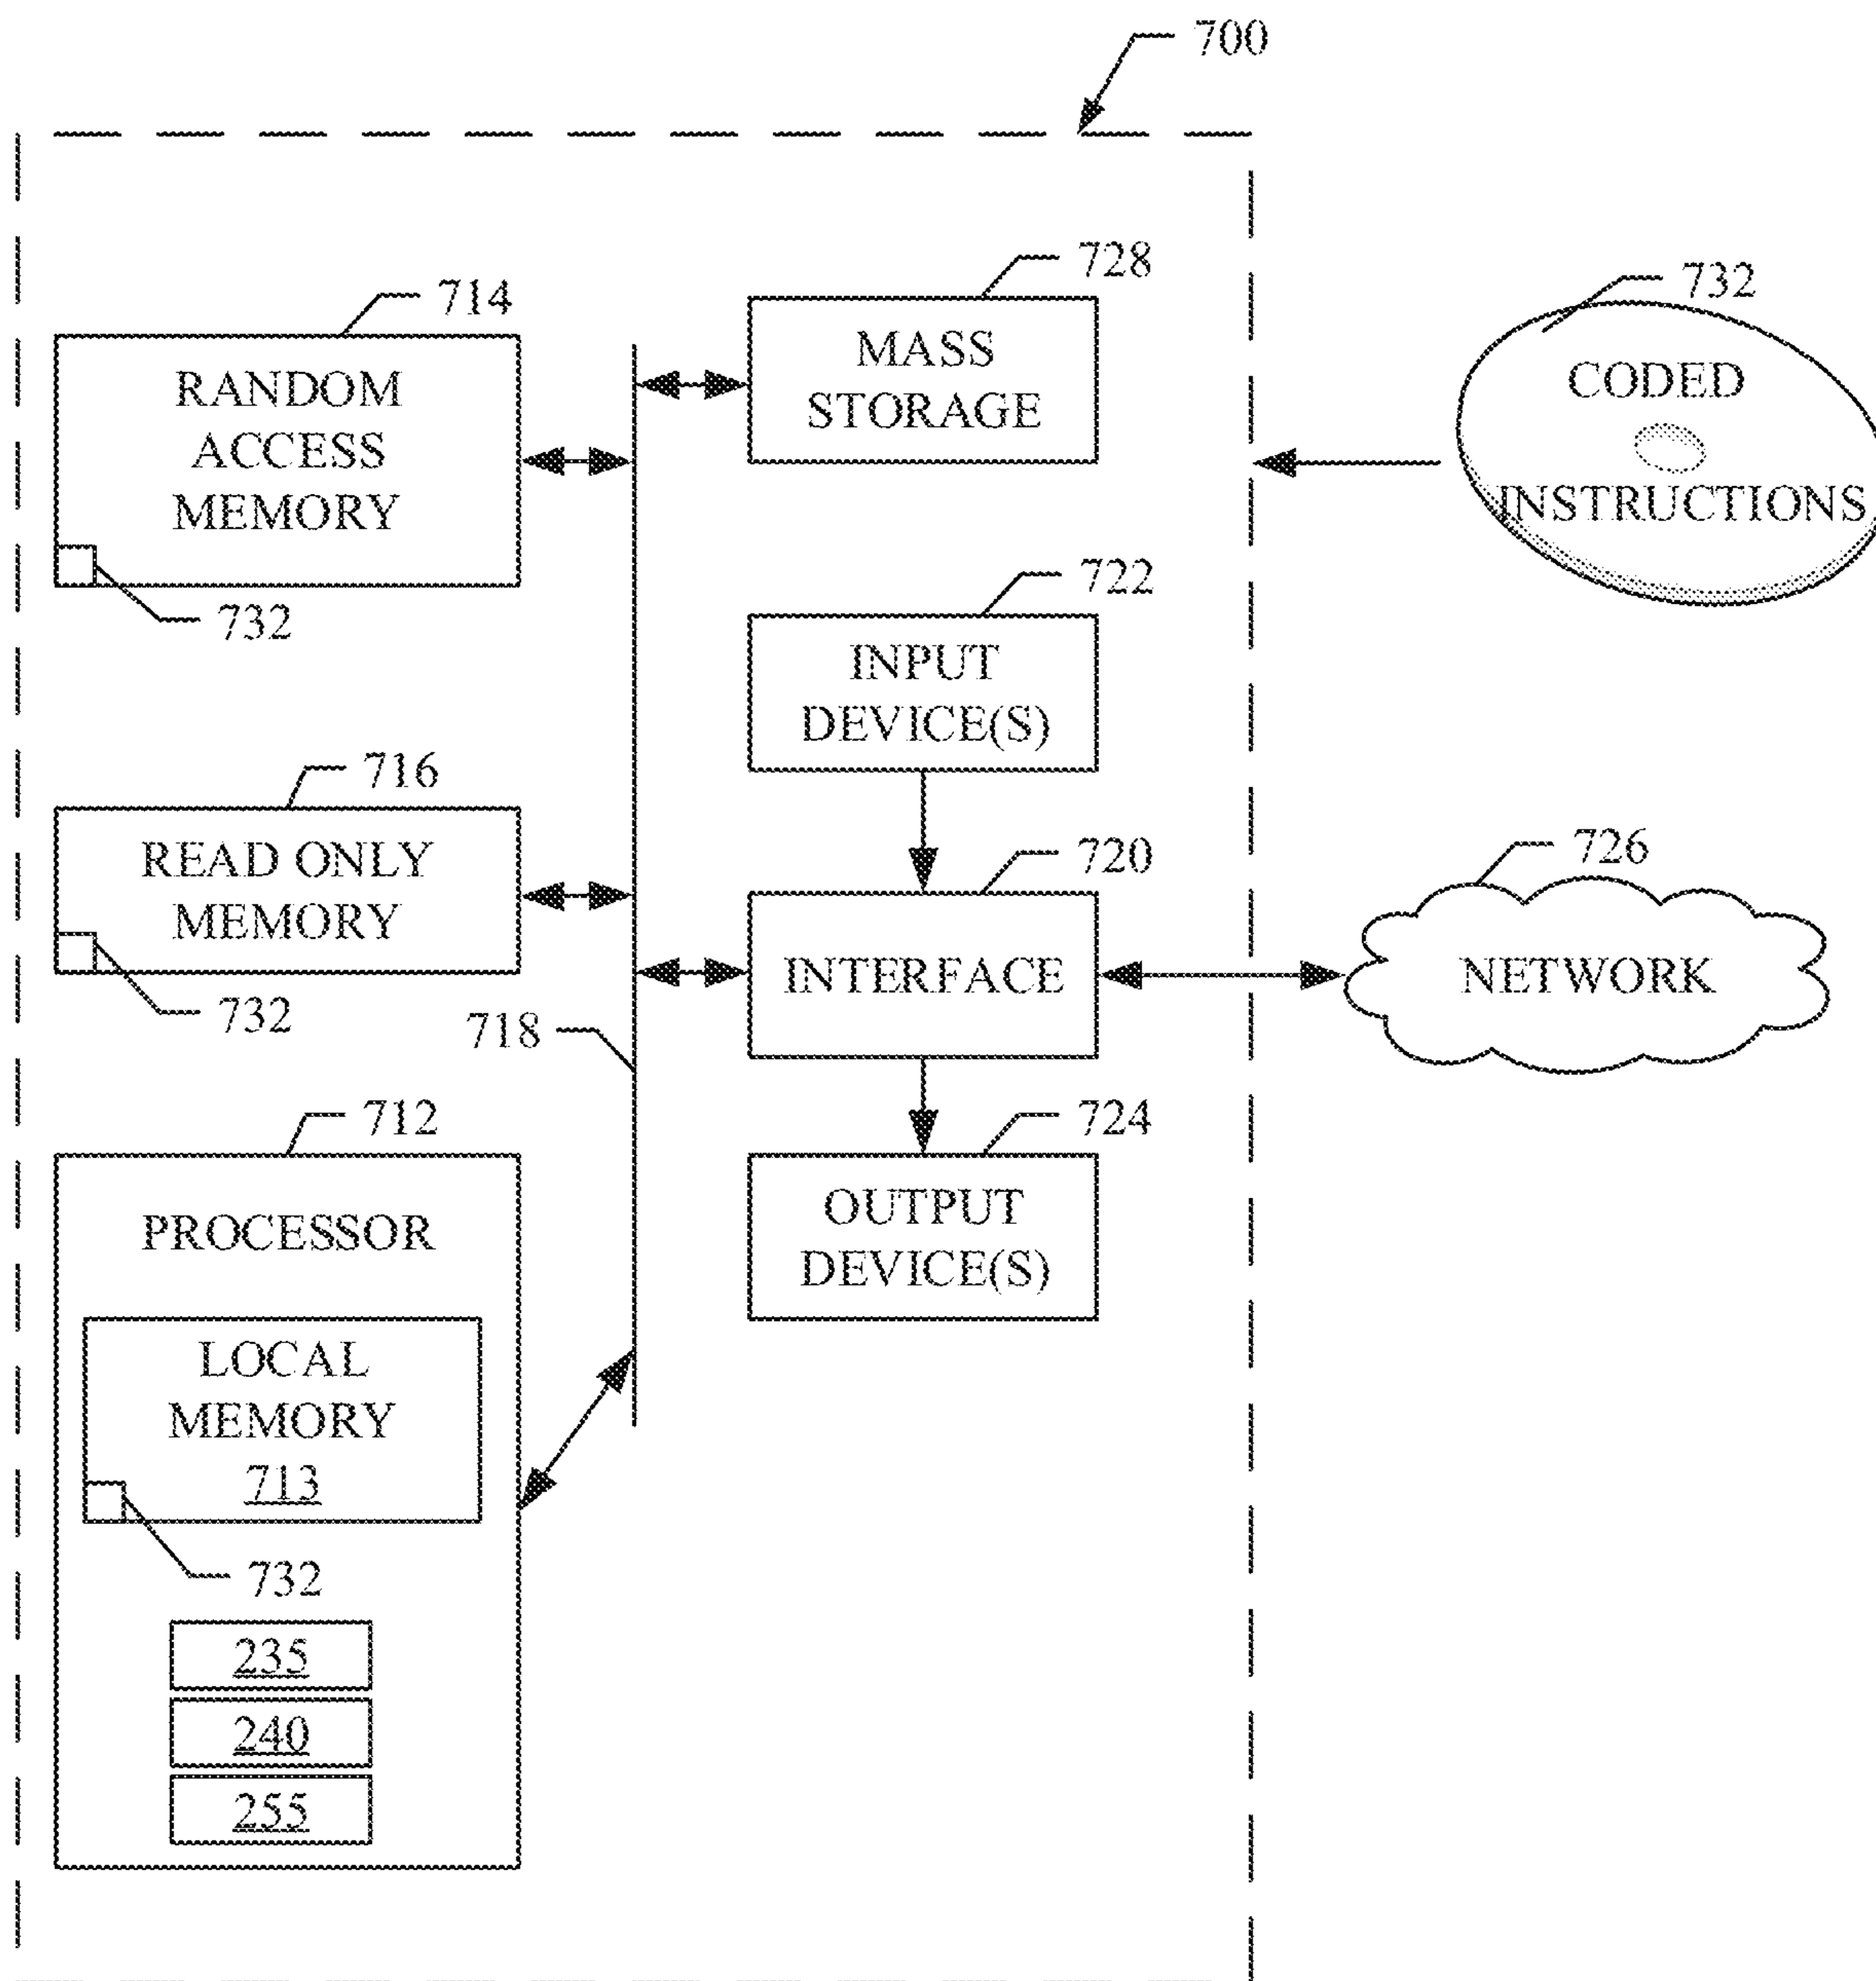 700
714
RANDOM
ACCESS
MEMORY
732
728
MASS
STORAGE
732
CODED
INSTRUCTIONS
722
INPUT
DEVICE(S)
716
READ ONLY
MEMORY
732
718
720
INTERFACE
726
NETWORK
712
PROCESSOR
LOCAL
MEMORY
713
732
235
240
255
724
OUTPUT
DEVICE(S)